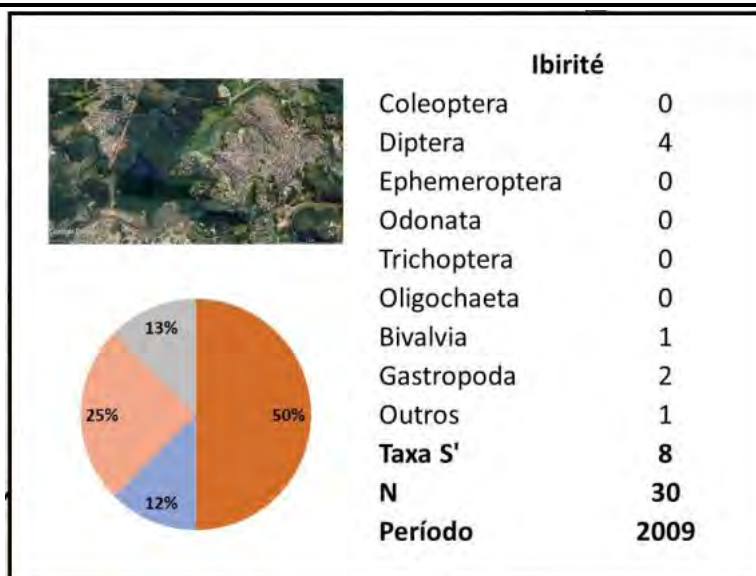 Ibirité
Coleoptera 0
Diptera 4
Ephemeroptera 0
Odonata 0
Trichoptera 0
Oligochaeta 0
Bivalvia 1
Gastropoda 2
Outros 1
Taxa S' 8
N 30
Período 2009
13%
25%
50%
12%